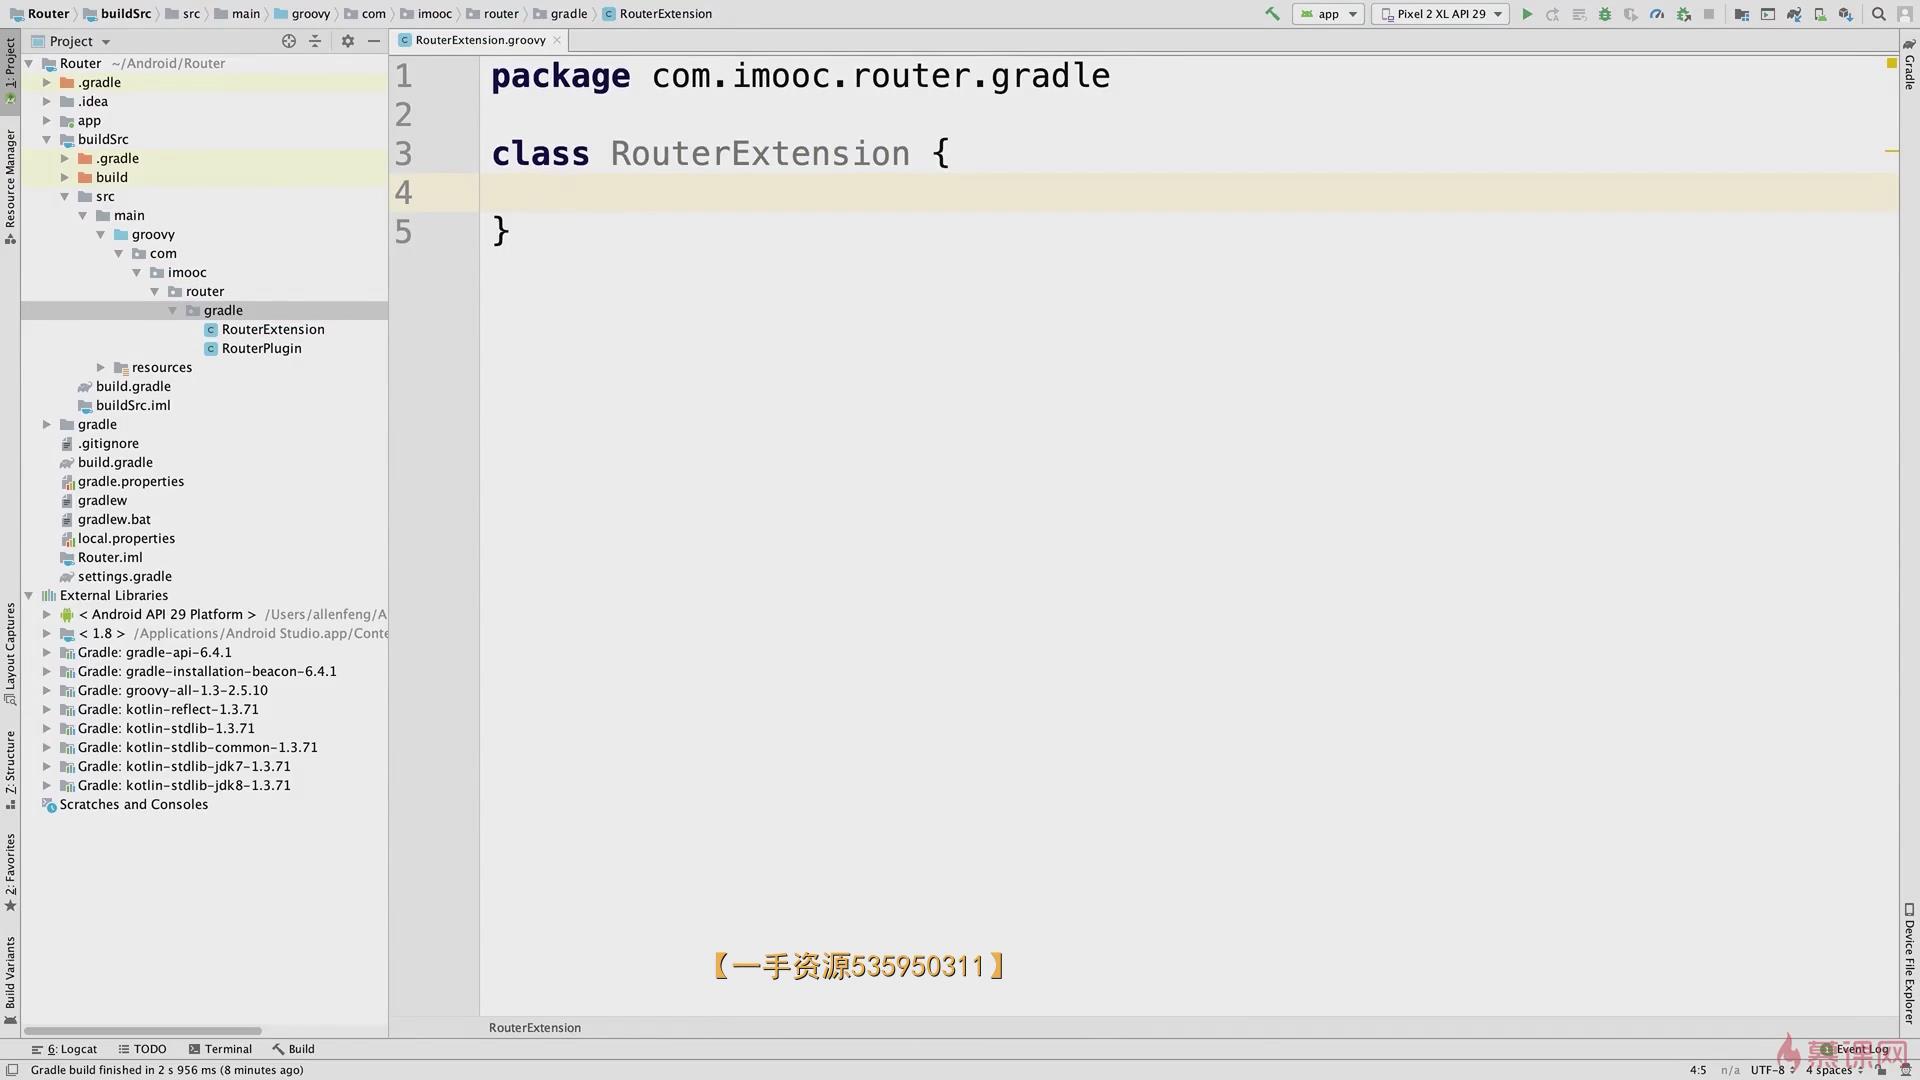 Router buildSrc src main groovy com imooc router gradle RouterExtension app Pixel 2 XL API 29
Project
RouterExtension.groovy
Router ~/Android/Router
.gradle
.idea
app
buildSrc
.gradle
build
src
main
groovy
com
imooc
router
gradle
RouterExtension
RouterPlugin
resources
build.gradle
buildSrc.iml
gradle
.gitignore
build.gradle
gradle.properties
gradlew
gradlew.bat
local.properties
Router.iml
settings.gradle
External Libraries
< Android API 29 Platform > /Users/allenfeng/A
< 1.8 > /Applications/Android Studio.app/Conte
Gradle: gradle-api-6.4.1
Gradle: gradle-installation-beacon-6.4.1
Gradle: groovy-all-1.3-2.5.10
Gradle: kotlin-reflect-1.3.71
Gradle: kotlin-stdlib-1.3.71
Gradle: kotlin-stdlib-common-1.3.71
Gradle: kotlin-stdlib-jdk7-1.3.71
Gradle: kotlin-stdlib-jdk8-1.3.71
Scratches and Consoles
1: Project
Resource Manager
Layout Captures
Z: Structure
2: Favorites
Build Variants
1 package com.imooc.router.gradle
2
3 class RouterExtension {
4
5 }
【一手资源535950311】
RouterExtension
Gradle
Device File Explorer
6: Logcat TODO Terminal Build Event Log
慕课网
Gradle build finished in 2 s 956 ms (8 minutes ago) 4:5 n/a UTF-8 4 spaces